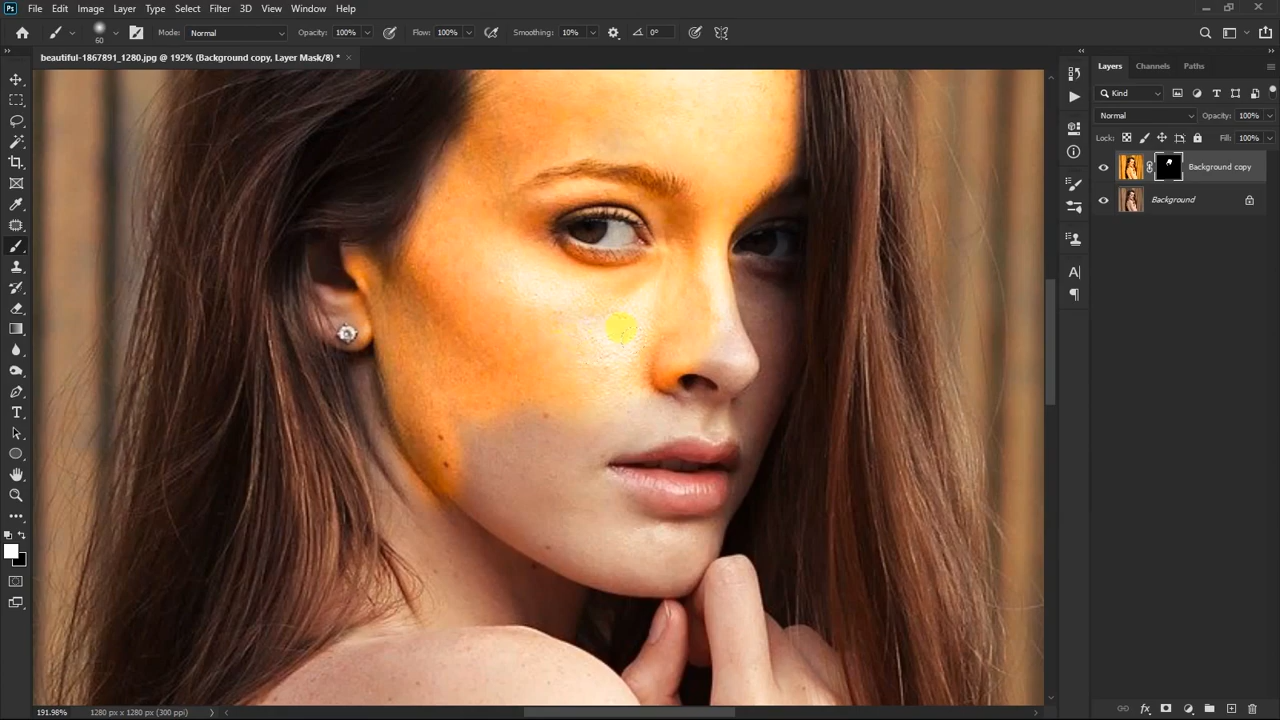 Ps File Edit Image Layer Type Select Filter 3D View Window Help
60 Mode: Normal Opacity: 100% Flow: 100% Smoothing: 10% 0°
beautiful-1867891_1280.jpg @ 192% (Background copy, Layer Mask/8) * ×
Layers Channels Paths
Kind
Normal Opacity: 100%
Lock: Fill: 100%
Background copy
Background
191.98% 1280 px x 1280 px (300 ppi)